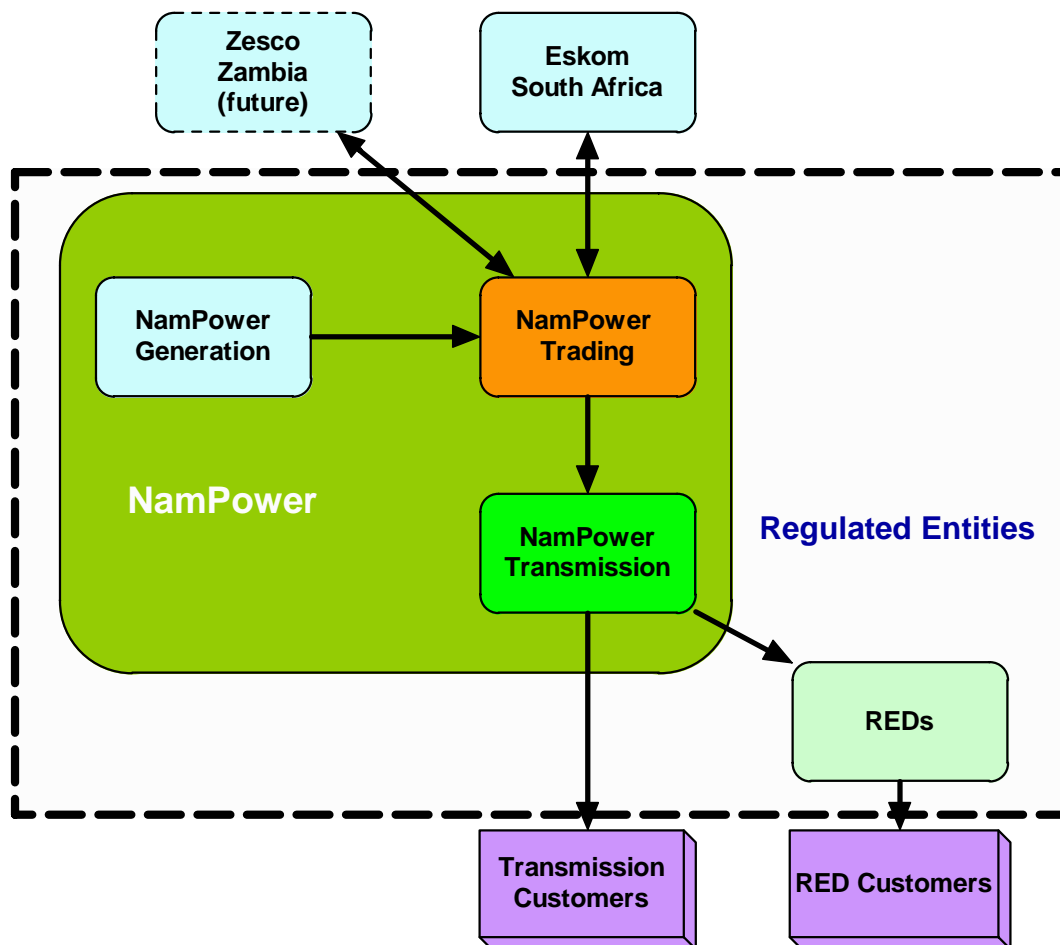 Zesco
Zambia
(future)
Eskom
South Africa
NamPower
Generation
NamPower
Trading
NamPower
NamPower
Transmission
Regulated Entities
REDs
Transmission
Customers
RED Customers